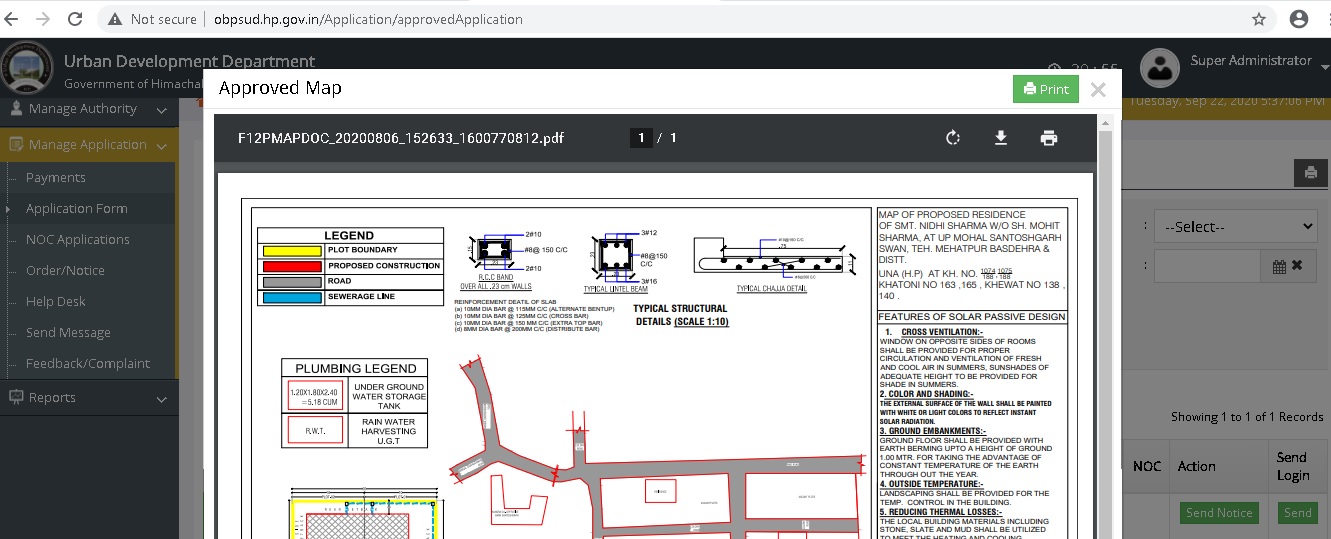 Not secure | obpsud.hp.gov.in/Application/approvedApplication
Urban Development Department
Government of Himachal
Super Administrator
Tuesday, Sep 22, 2020 5:37:06 PM
Manage Authority
Manage Application
Payments
Application Form
NOC Applications
Order/Notice
Help Desk
Send Message
Feedback/Complaint
Reports
Approved Map
Print
F12PMAPDOC_20200806_152633_1600770812.pdf
1 / 1
LEGEND
PLOT BOUNDARY
PROPOSED CONSTRUCTION
ROAD
SEWERAGE LINE
2#10
#8@ 150 C/C
2#10
.15
.23
R.C.C BAND
OVER ALL .23 cm WALLS
3#12
#8@150
C/C
3#16
.23
TYPICAL LINTEL BEAM
.75
TYPICAL CHAJJA DETAIL
REINFORCEMENT DEATIL OF SLAB
(a) 10MM DIA BAR @ 115MM C/C (ALTERNATE BENTUP)
(b) 10MM DIA BAR @ 125MM C/C (CROSS BAR)
(c) 10MM DIA BAR @ 150 MM C/C (EXTRA TOP BAR)
(d) 8MM DIA BAR @ 200MM C/C (DISTRIBUTE BAR)
TYPICAL STRUCTURAL
DETAILS (SCALE 1:10)
PLUMBING LEGEND
1.20X1.80X2.40
=5.18 CUM
UNDER GROUND
WATER STORAGE
TANK
R.W.T.
RAIN WATER
HARVESTING
U.G.T
MAP OF PROPOSED RESIDENCE
OF SMT. NIDHI SHARMA W/O SH. MOHIT
SHARMA, AT UP MOHAL SANTOSHGARH
SWAN, TEH. MEHATPUR BASDEHRA &
DISTT.
UNA (H.P) AT KH. NO. 1074 1075
188 - 188
KHATONI NO 163 ,165 , KHEWAT NO 138 ,
140 .
FEATURES OF SOLAR PASSIVE DESIGN
1. CROSS VENTILATION:-
WINDOW ON OPPOSITE SIDES OF ROOMS
SHALL BE PROVIDED FOR PROPER
CIRCULATION AND VENTILATION OF FRESH
AND COOL AIR IN SUMMERS, SUNSHADES OF
ADEQUATE HEIGHT TO BE PROVIDED FOR
SHADE IN SUMMERS.
2. COLOR AND SHADING:-
THE EXTERNAL SURFACE OF THE WALL SHALL BE PAINTED
WITH WHITE OR LIGHT COLORS TO REFLECT INSTANT
SOLAR RADIATION.
3. GROUND EMBANKMENTS:-
GROUND FLOOR SHALL BE PROVIDED WITH
EARTH BERMING UPTO A HEIGHT OF GROUND
1.00 MTR. FOR TAKING THE ADVANTAGE OF
CONSTANT TEMPERATURE OF THE EARTH
THROUGH OUT THE YEAR.
4. OUTSIDE TEMPERATURE:-
LANDSCAPING SHALL BE PROVIDED FOR THE
TEMP. CONTROL IN THE BUILDING.
5. REDUCING THERMAL LOSSES:-
THE LOCAL BUILDING MATERIALS INCLUDING
STONE, SLATE AND MUD SHALL BE UTILIZED
TO MEET THE HEATING AND COOLING
: --Select--
:
Showing 1 to 1 of 1 Records
NOC Action Send
Login
Send Notice Send